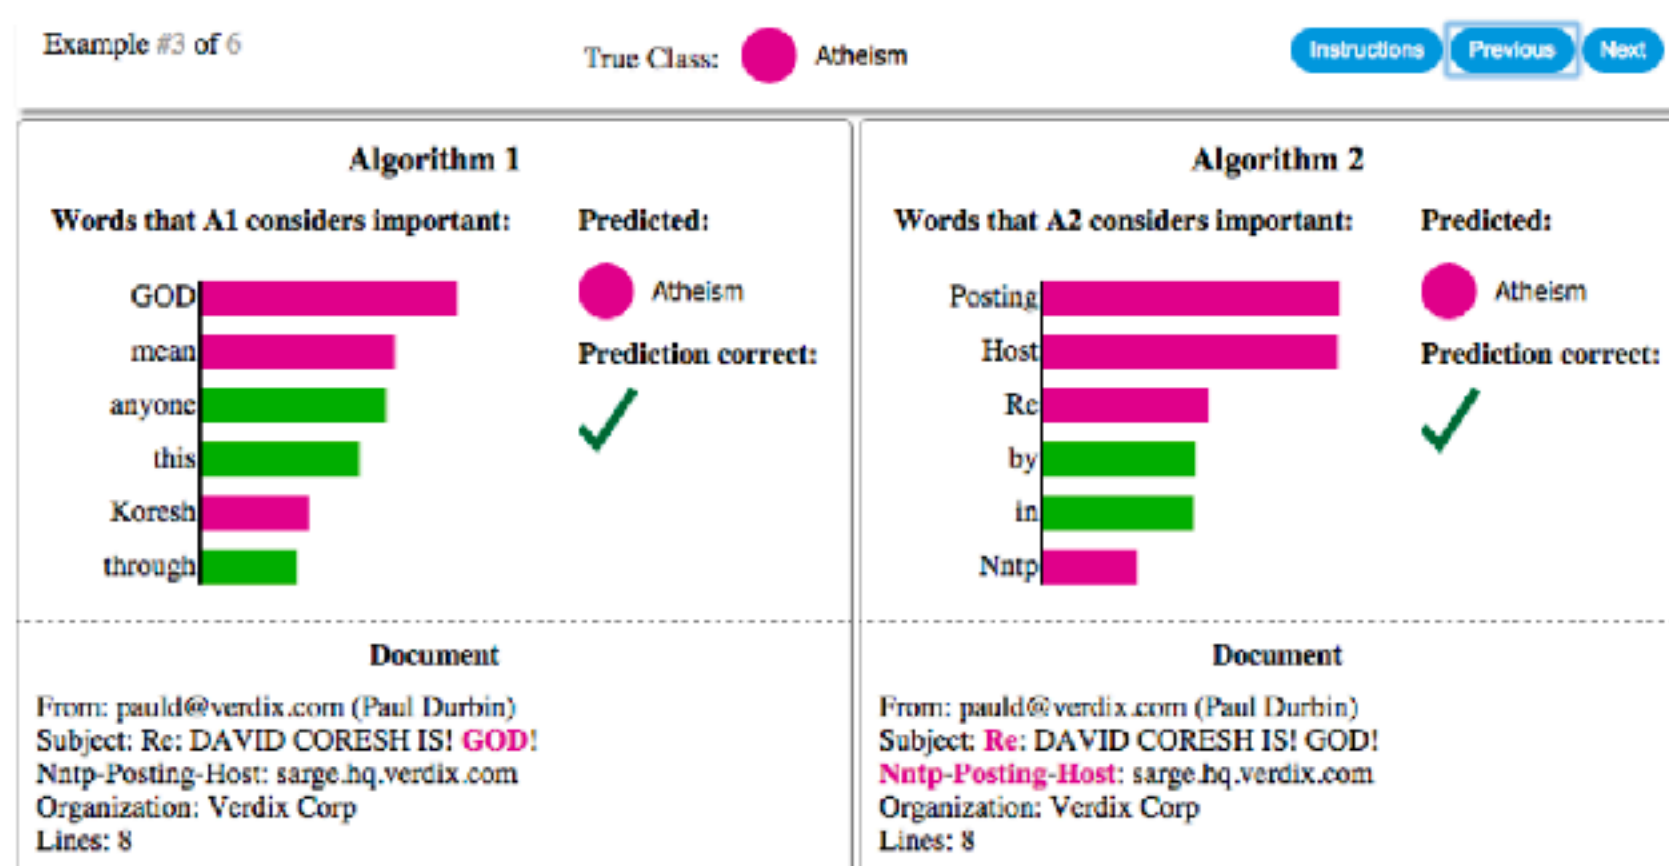 Example #3 of 6
True Class: Atheism
Instructions Previous Next
Algorithm 1
Words that A1 considers important: Predicted:
GOD
mean
anyone
this
Koresh
through
Atheism
Prediction correct:
Document
From: pauld@verdix.com (Paul Durbin)
Subject: Re: DAVID CORESH IS! GOD!
Nntp-Posting-Host: sarge.hq.verdix.com
Organization: Verdix Corp
Lines: 8
Algorithm 2
Words that A2 considers important: Predicted:
Posting
Host
Re
by
in
Nntp
Atheism
Prediction correct:
Document
From: pauld@verdix.com (Paul Durbin)
Subject: Re: DAVID CORESH IS! GOD!
Nntp-Posting-Host: sarge.hq.verdix.com
Organization: Verdix Corp
Lines: 8